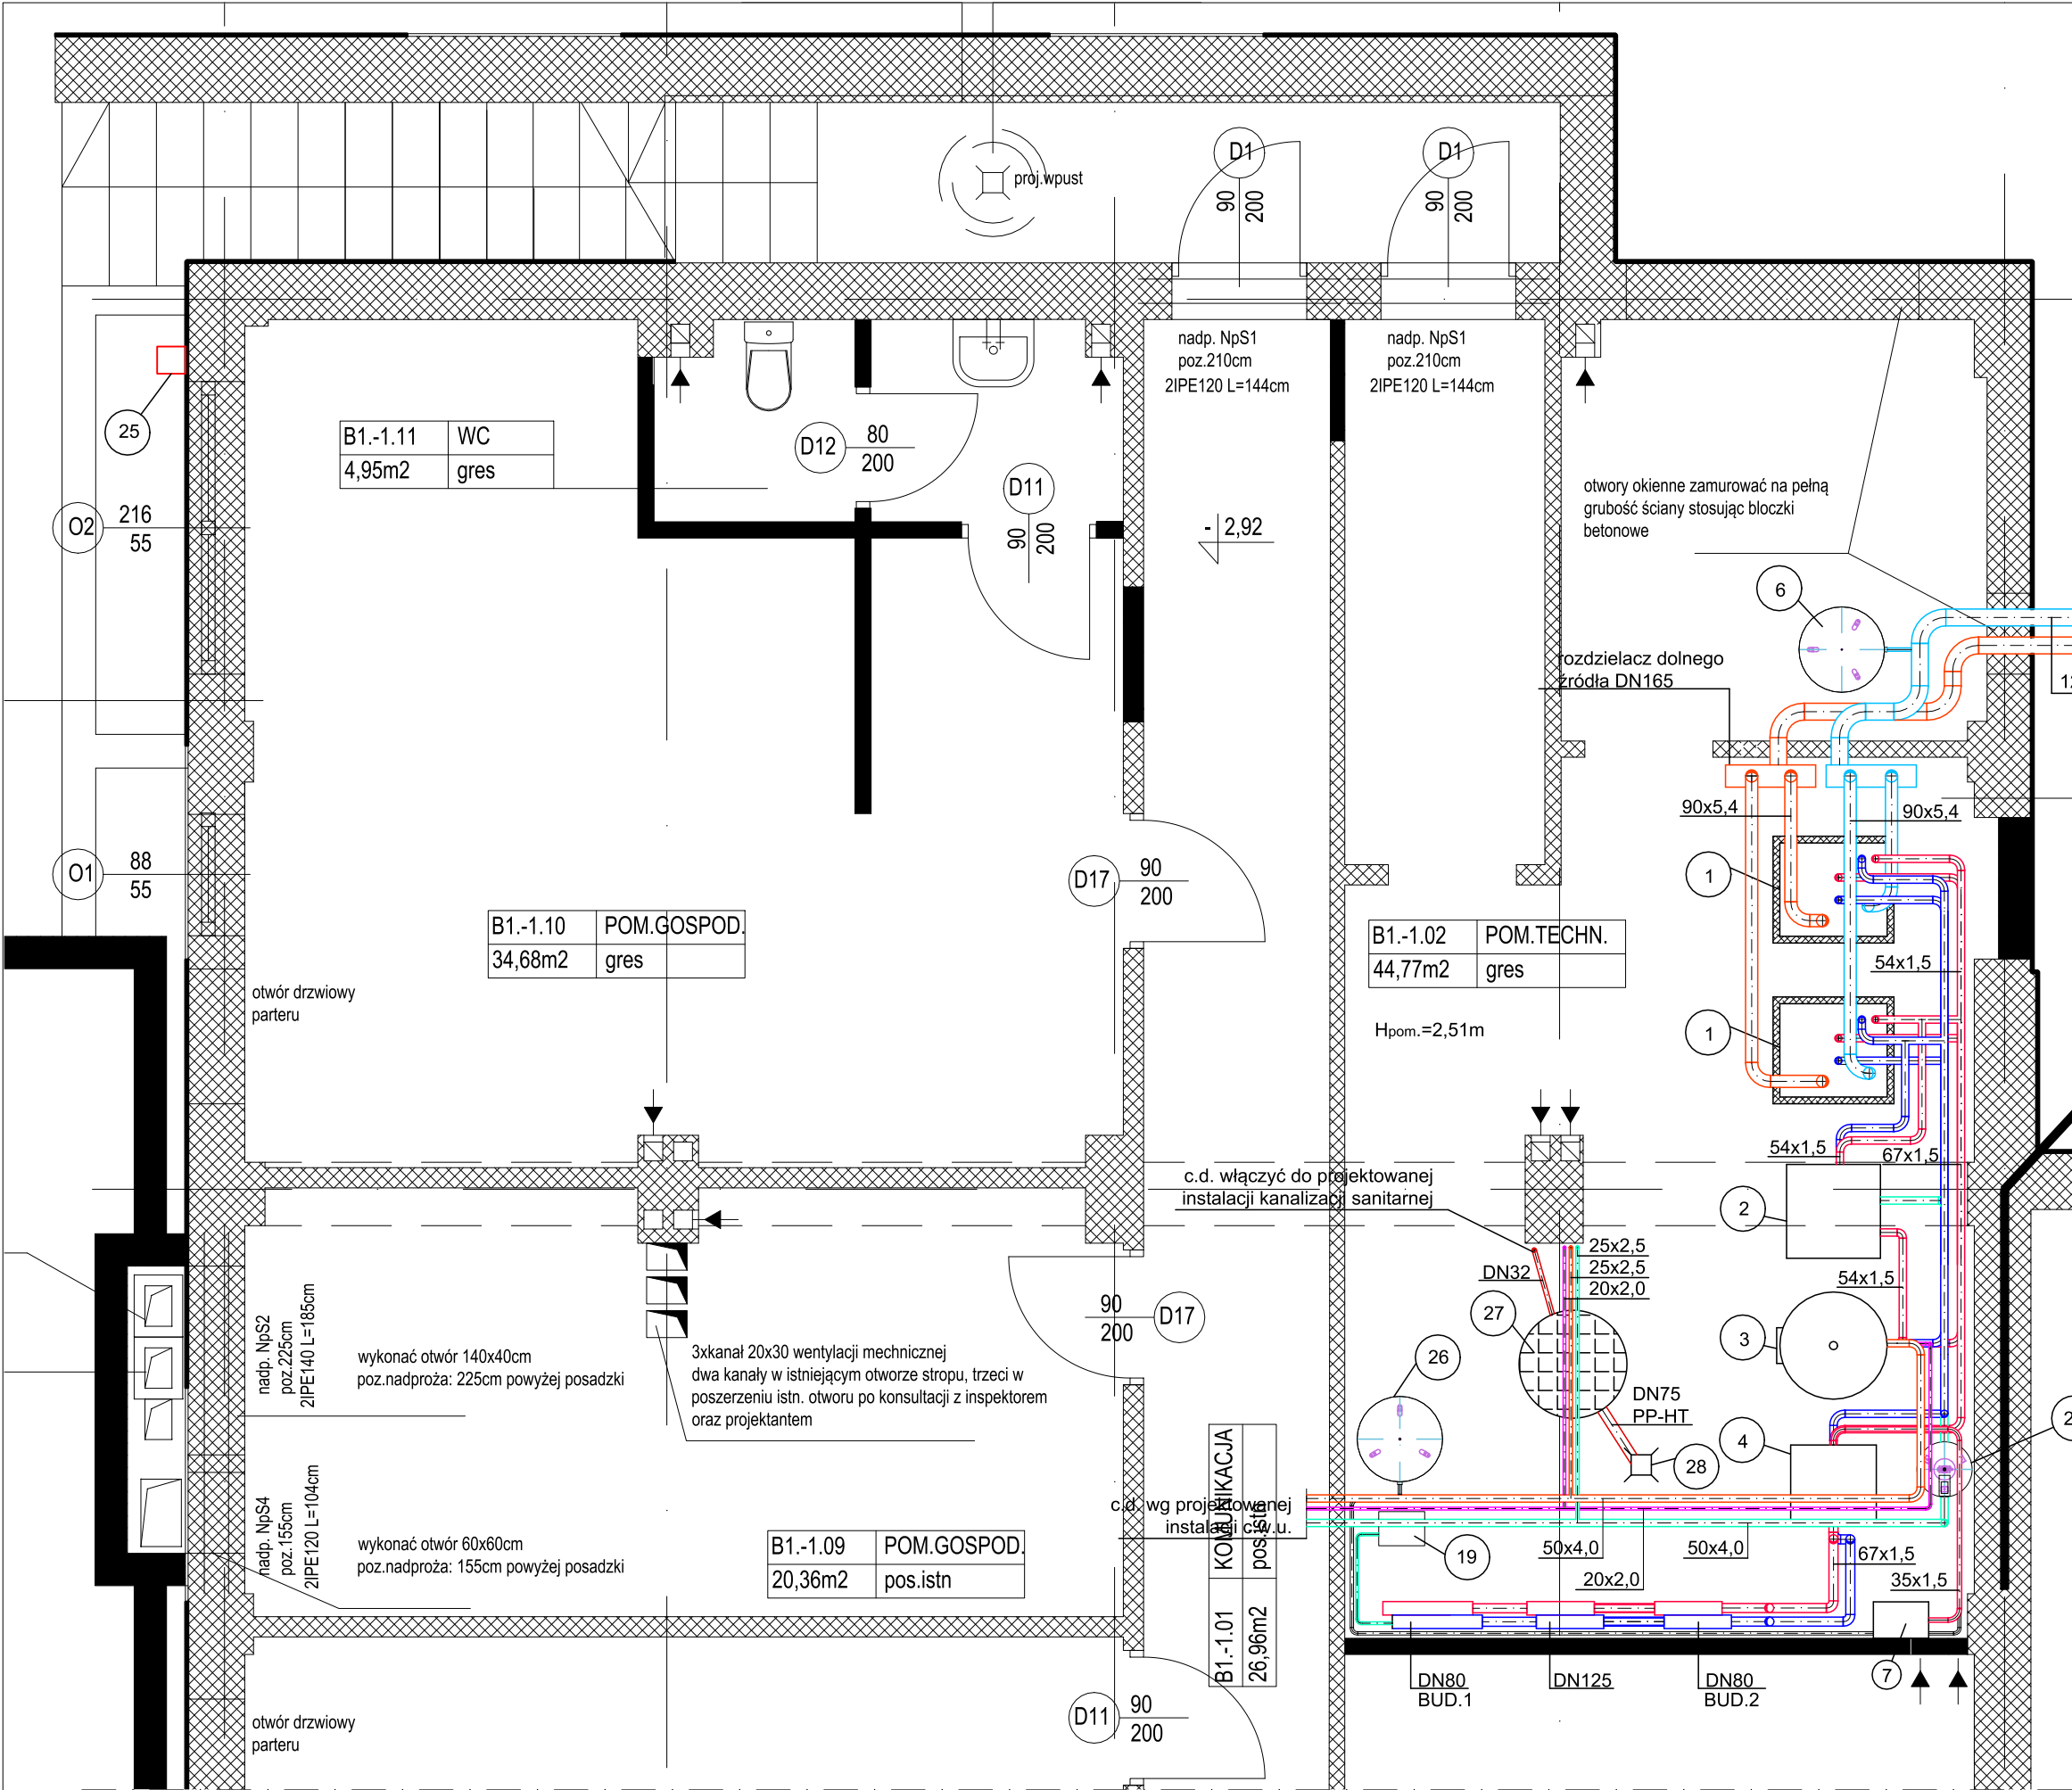 proj.wpust
D1
90
200
D1
90
200
nadp. NpS1
poz.210cm
2IPE120 L=144cm
nadp. NpS1
poz.210cm
2IPE120 L=144cm
25
B1.-1.11 WC
4,95m2 gres
D12
80
200
D11
90
200
O2
216
55
- 2,92
otwory okienne zamurować na pełną
grubość ściany stosując bloczki
betonowe
6
rozdzielacz dolnego
źródła DN165
90x5,4
90x5,4
O1
88
55
D17
90
200
1
B1.-1.10 POM.GOSPOD.
34,68m2 gres
B1.-1.02 POM.TECHN.
44,77m2 gres
54x1,5
otwór drzwiowy
parteru
Hpom.=2,51m
1
54x1,5
67x1,5
c.d. włączyć do projektowanej
instalacji kanalizacji sanitarnej
2
25x2,5
25x2,5
20x2,0
DN32
54x1,5
27
90
200
D17
3
nadp. NpS2
poz.225cm
2IPE140 L=185cm
wykonać otwór 140x40cm
poz.nadproża: 225cm powyżej posadzki
3xkanał 20x30 wentylacji mechnicznej
dwa kanały w istniejącym otworze stropu, trzeci w
poszerzeniu istn. otworu po konsultacji z inspektorem
oraz projektantem
26
DN75
PP-HT
4
28
nadp. NpS4
poz.155cm
2IPE120 L=104cm
wykonać otwór 60x60cm
poz.nadproża: 155cm powyżej posadzki
c.d. wg projektowanej
instalacji c.w.u.
B1.-1.01 KOMUNIKACJA
26,96m2 pos.istn
B1.-1.09 POM.GOSPOD.
20,36m2 pos.istn
19
50x4,0
20x2,0
50x4,0
67x1,5
35x1,5
DN80
BUD.1
DN125
DN80
BUD.2
7
otwór drzwiowy
parteru
D11
90
200